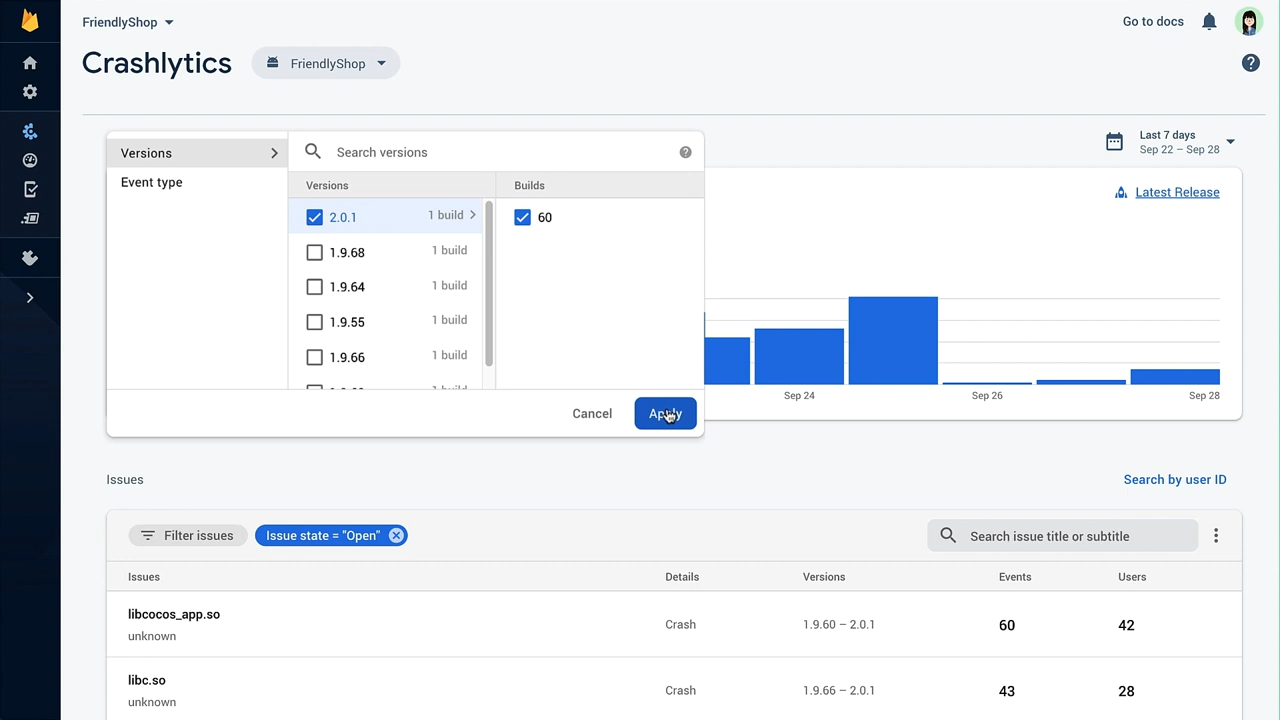 FriendlyShop
Go to docs
Crashlytics
FriendlyShop
Versions
Event type
Search versions
Versions
Builds
2.0.1
1 build
60
1.9.68
1 build
1.9.64
1 build
1.9.55
1 build
1.9.66
1 build
Cancel
Apply
Last 7 days
Sep 22 – Sep 28
Latest Release
Sep 24
Sep 26
Sep 28
Issues
Search by user ID
Filter issues
Issue state = "Open"
Search issue title or subtitle
Issues
Details
Versions
Events
Users
libcocos_app.so
unknown
Crash
1.9.60 – 2.0.1
60
42
libc.so
unknown
Crash
1.9.66 – 2.0.1
43
28